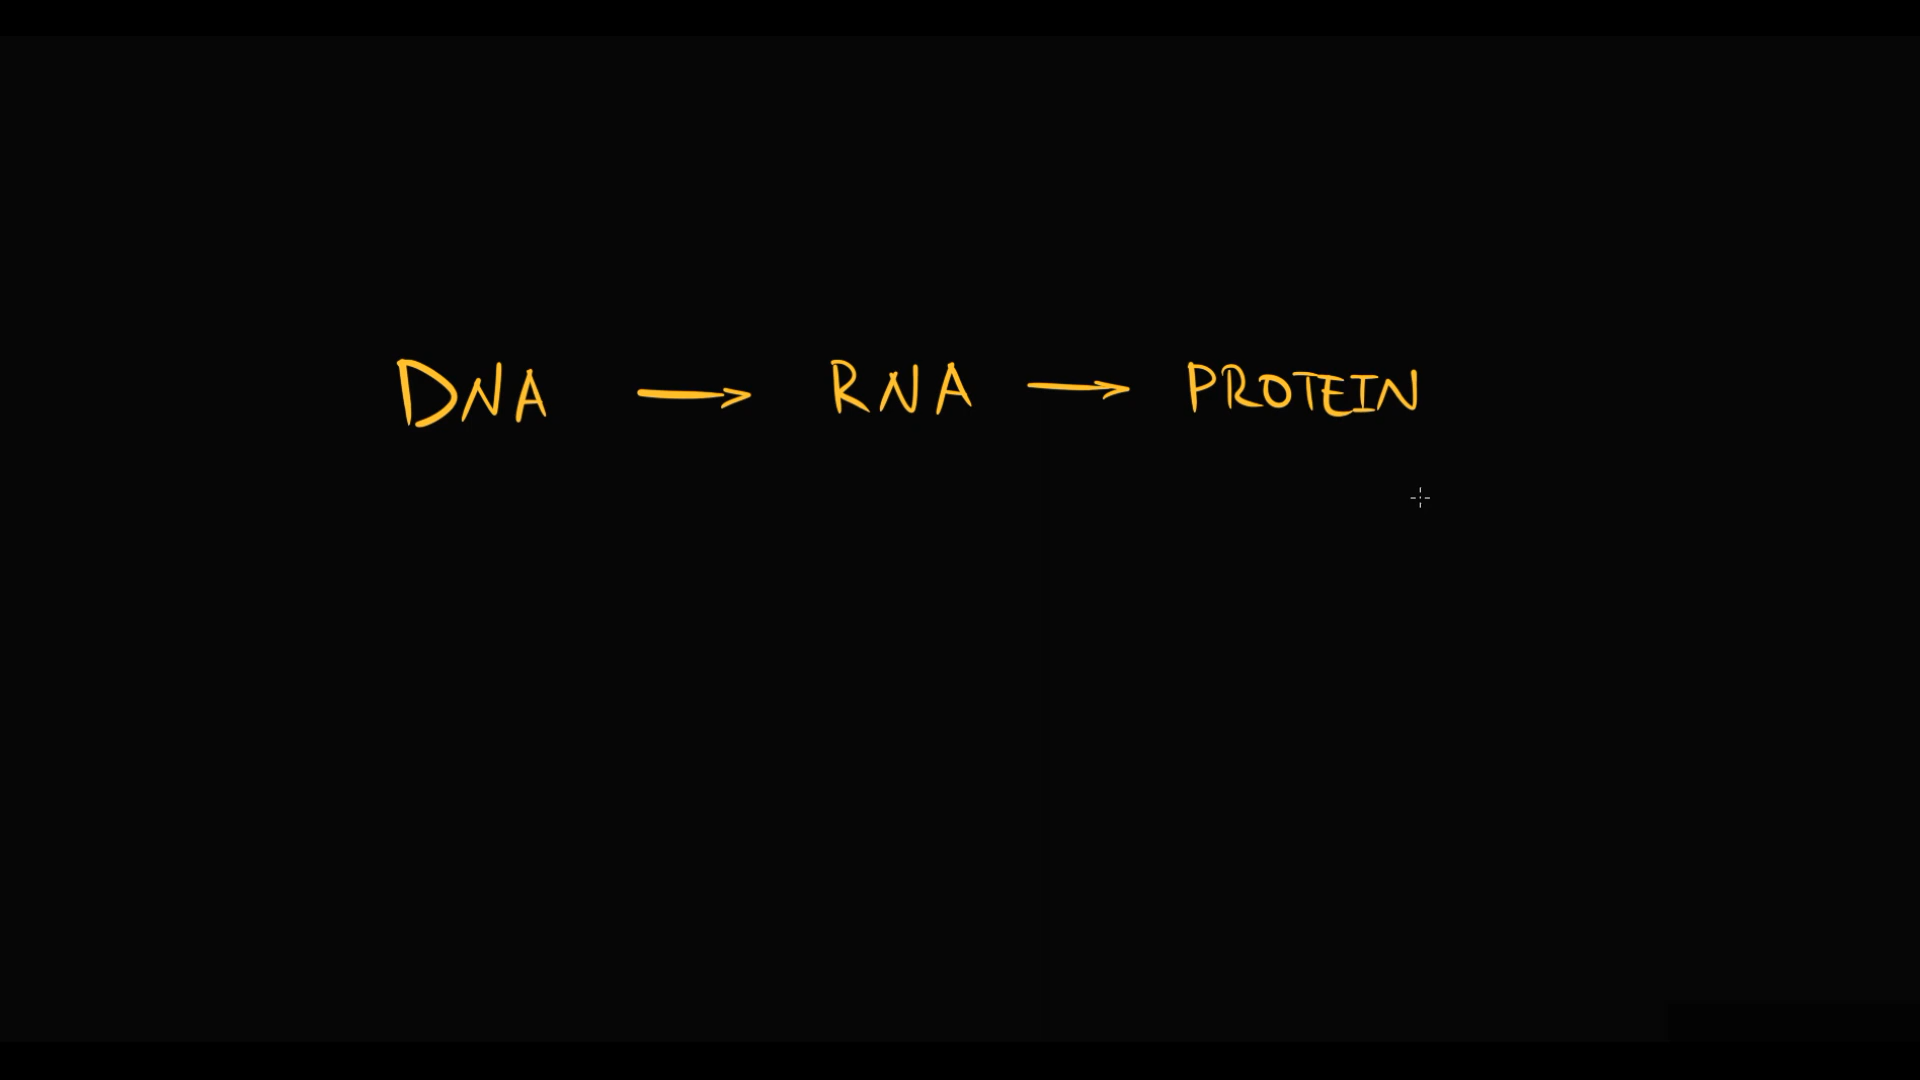 DNA → RNA → PROTEIN